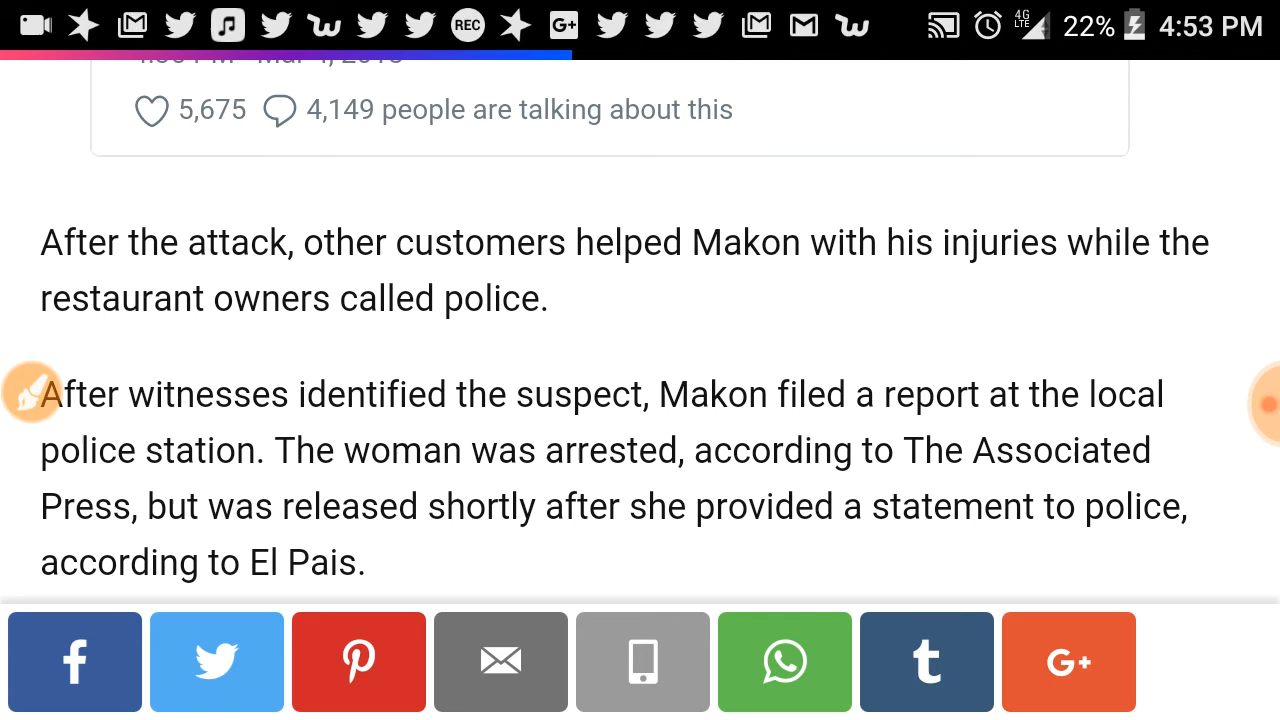 REC G+ 4G LTE 22% 4:53 PM
5,675 4,149 people are talking about this
After the attack, other customers helped Makon with his injuries while the
restaurant owners called police.
After witnesses identified the suspect, Makon filed a report at the local
police station. The woman was arrested, according to The Associated
Press, but was released shortly after she provided a statement to police,
according to El Pais.
f t G+